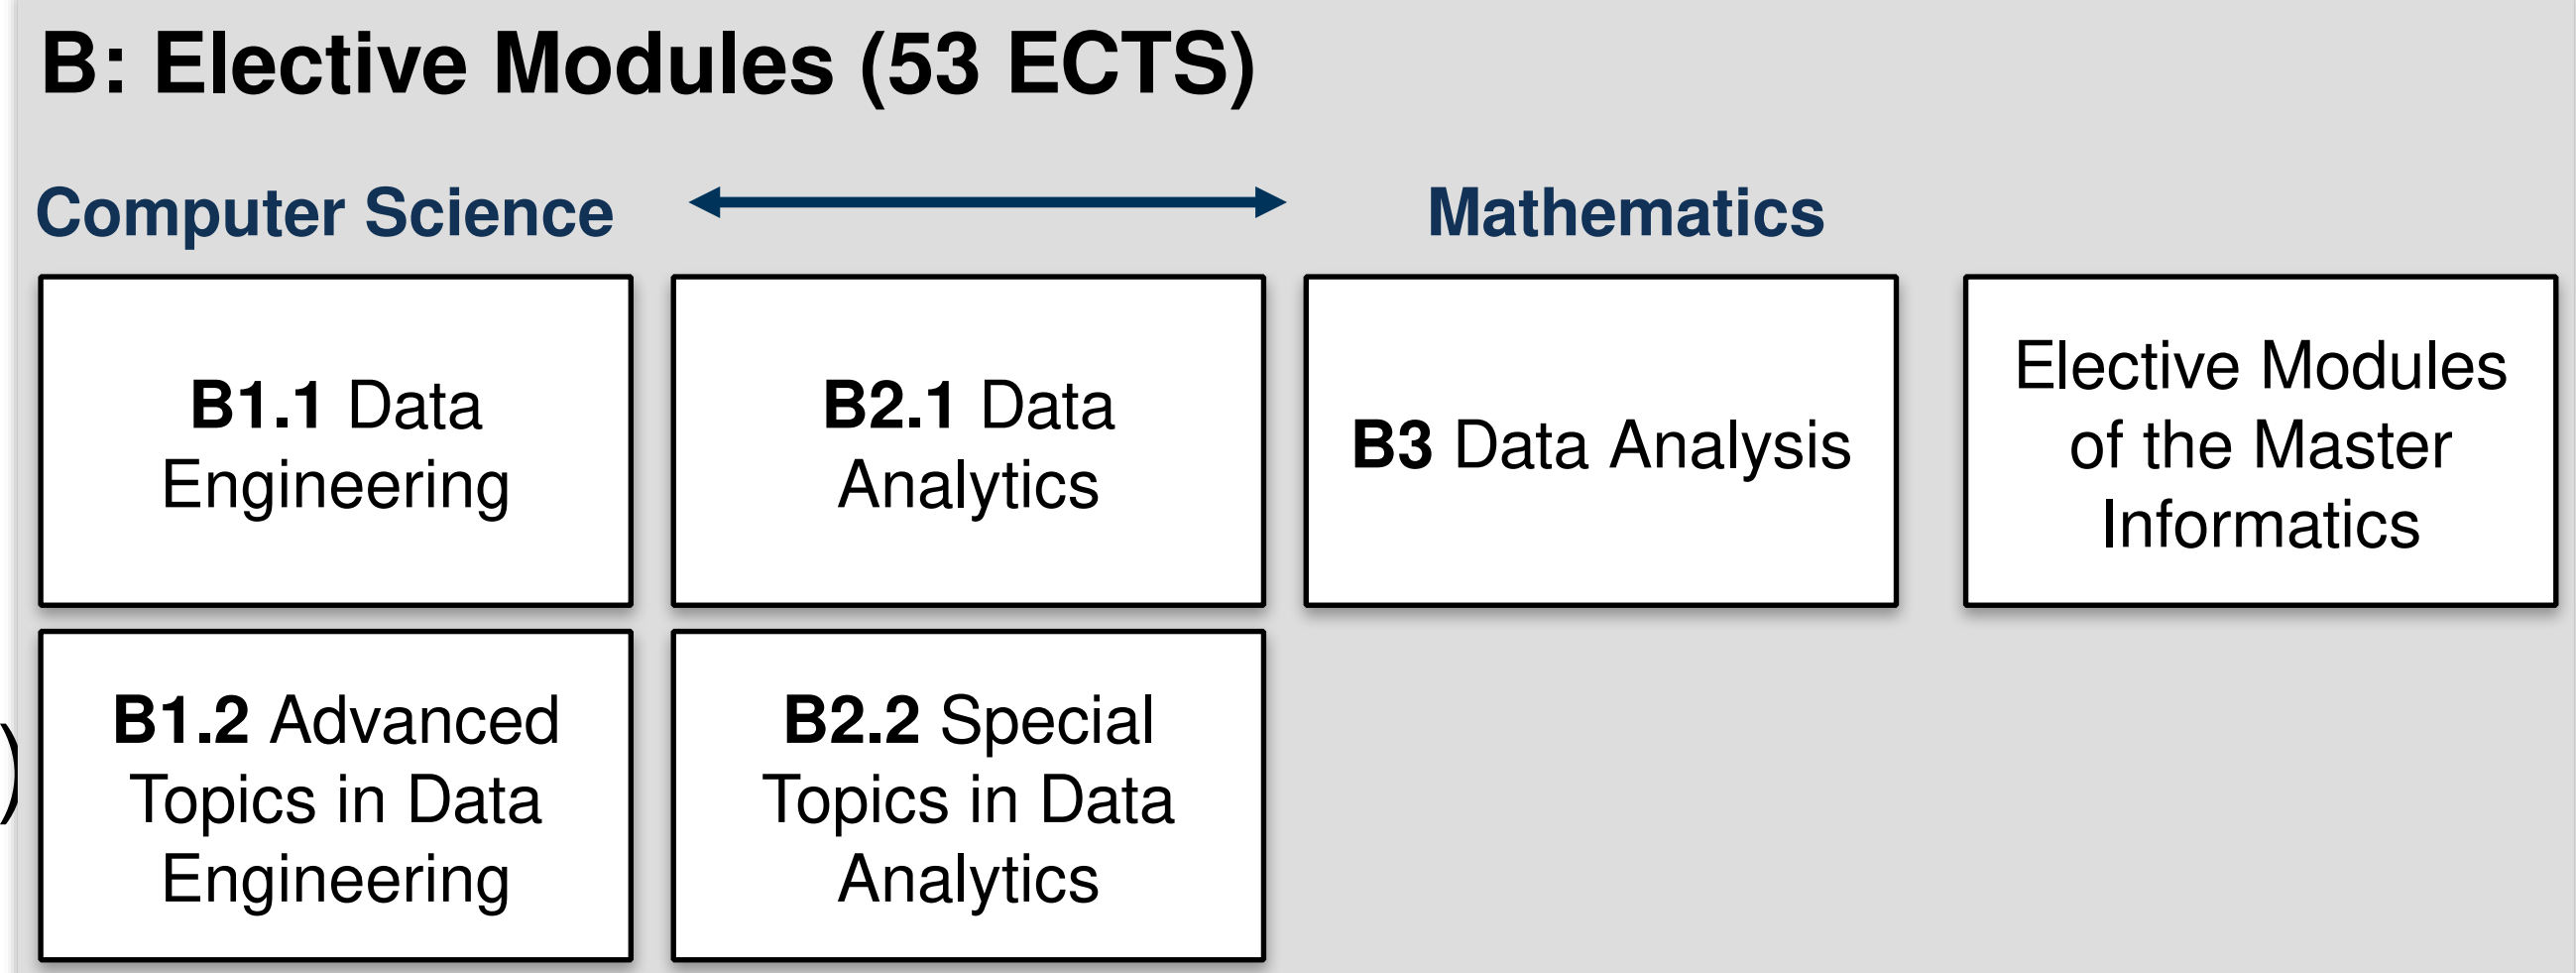 B: Elective Modules (53 ECTS)
Computer Science
Mathematics
B1.1 Data
Engineering
B2.1 Data
Analytics
B3 Data Analysis
Elective Modules
of the Master
Informatics
B1.2 Advanced
Topics in Data
Engineering
B2.2 Special
Topics in Data
Analytics
)